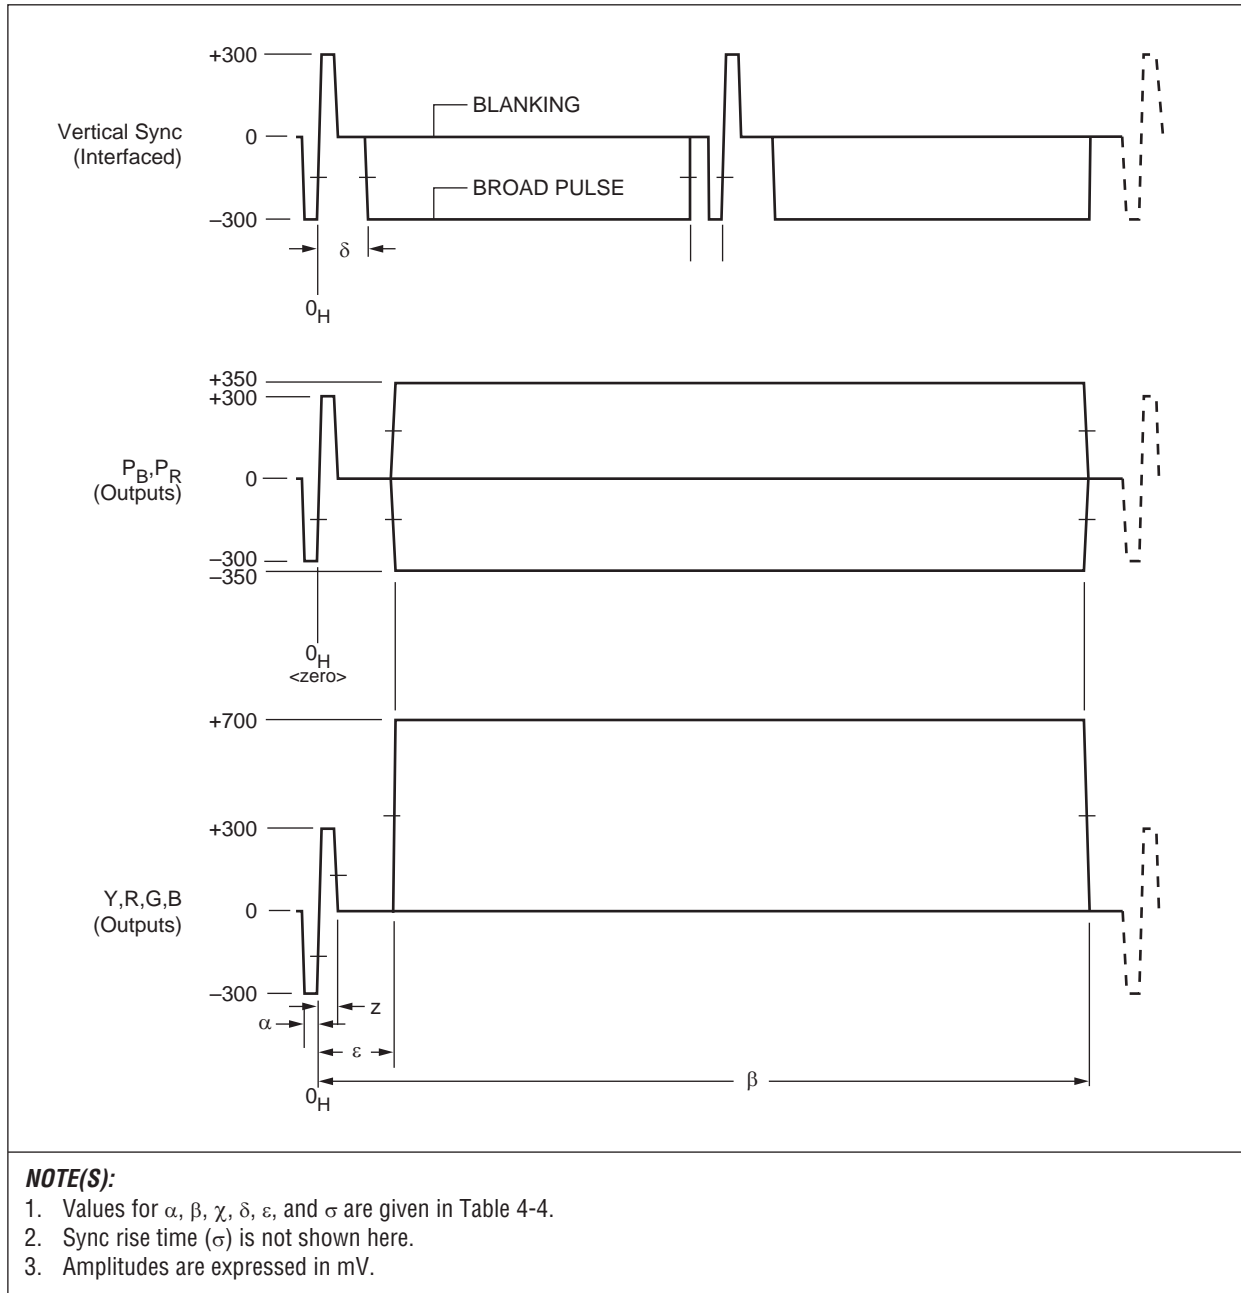 +300
BLANKING
Vertical Sync
(Interfaced)
0
BROAD PULSE
–300
δ
0H
+350
+300
PB,PR
(Outputs)
0
–300
–350
0H
<zero>
+700
+300
Y,R,G,B
(Outputs)
0
–300
z
α
ε
β
0H
NOTE(S):
1. Values for α, β, χ, δ, ε, and σ are given in Table 4-4.
2. Sync rise time (σ) is not shown here.
3. Amplitudes are expressed in mV.